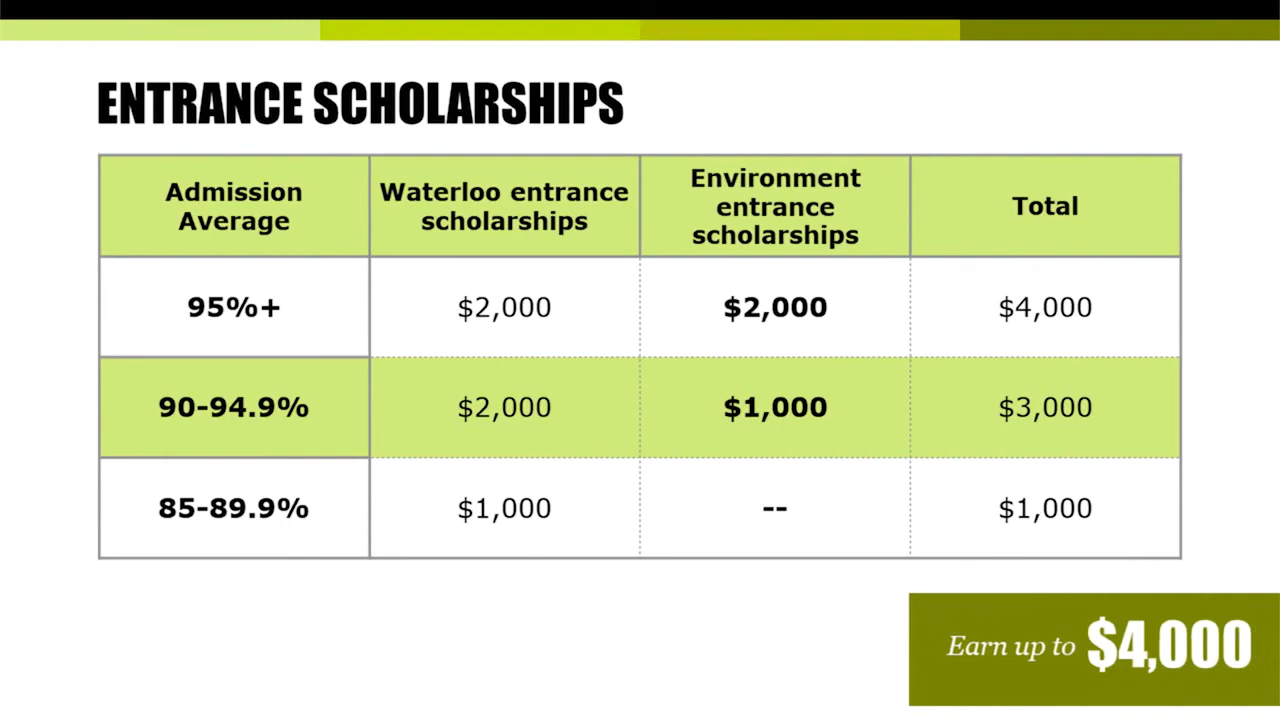 ENTRANCE SCHOLARSHIPS
Admission
Average
Waterloo entrance
scholarships
Environment
entrance
scholarships
Total
95%+
$2,000
$2,000
$4,000
90-94.9%
$2,000
$1,000
$3,000
85-89.9%
$1,000
--
$1,000
Earn up to $4,000